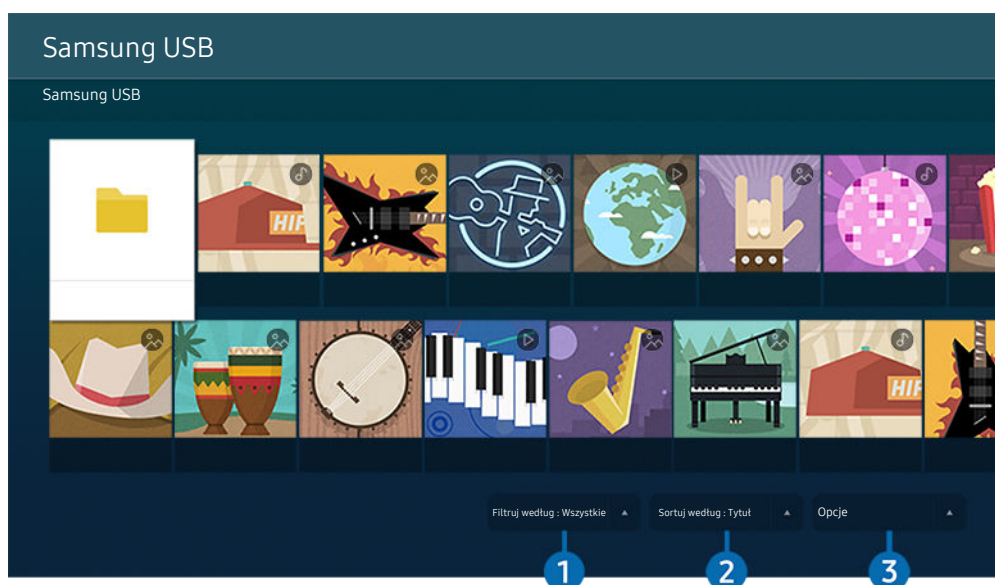 Samsung USB
Samsung USB
HIP
HIP
Filtruj według : Wszystkie
Sortuj według : Tytuł
Opcje
1
2
3